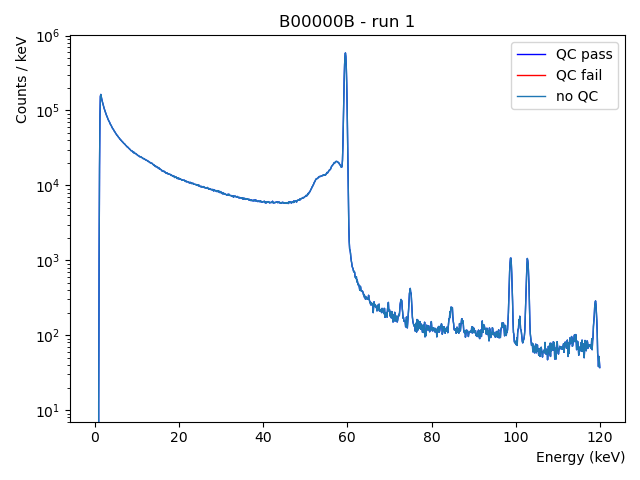 B00000B - run 1
Counts / keV
10^6
10^5
10^4
10^3
10^2
10^1
QC pass
QC fail
no QC
0 20 40 60 80 100 120
Energy (keV)